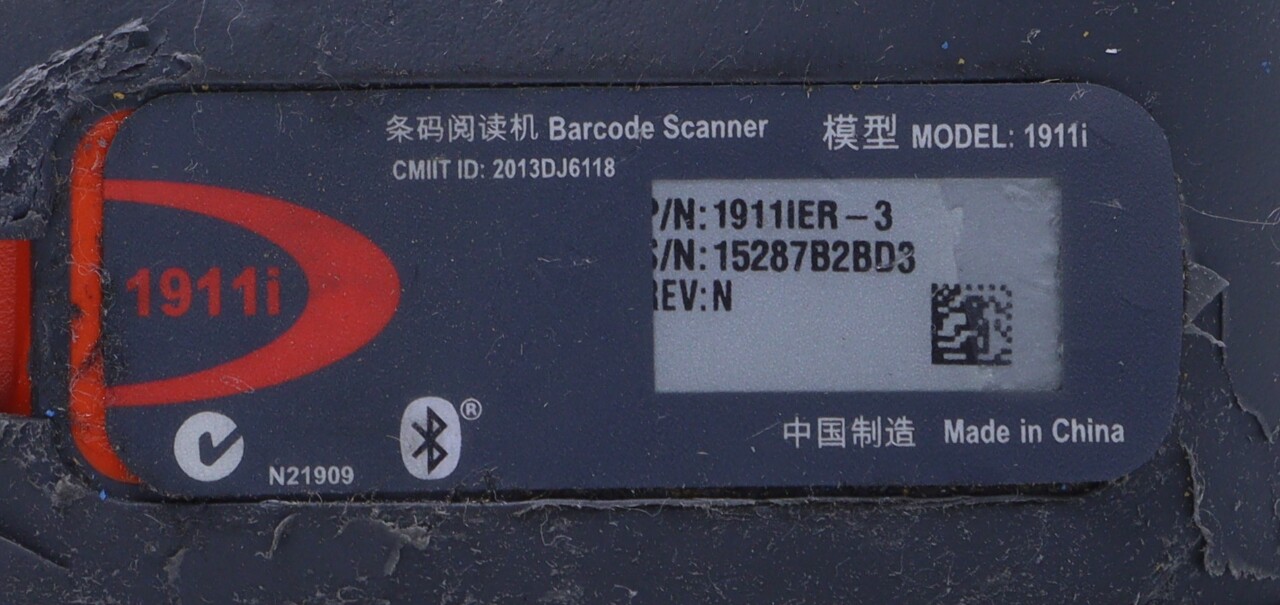 条码阅读机 Barcode Scanner
模型 MODEL: 1911i
CMIIT ID: 2013DJ6118
P/N: 1911IER-3
S/N: 15287B2BD3
REV: N
1911i
N21909
®
中国制造 Made in China